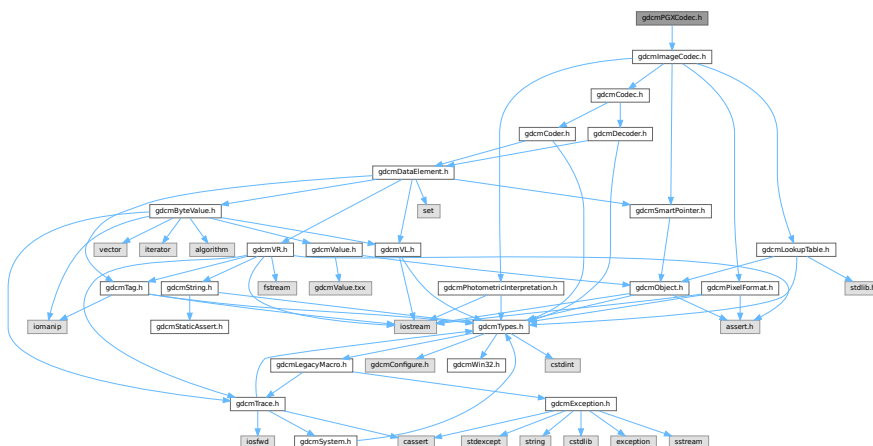 gdcmPGXCodec.h
gdcmImageCodec.h
gdcmCodec.h
gdcmCoder.h
gdcmDecoder.h
gdcmDataElement.h
gdcmByteValue.h
set
gdcmSmartPointer.h
vector
iterator
algorithm
gdcmVR.h
gdcmValue.h
gdcmVL.h
gdcmLookupTable.h
gdcmTag.h
gdcmString.h
fstream
gdcmValue.txx
gdcmPhotometricInterpretation.h
gdcmObject.h
gdcmPixelFormat.h
stdlib.h
iomanip
gdcmStaticAssert.h
iostream
gdcmTypes.h
assert.h
gdcmLegacyMacro.h
gdcmConfigure.h
gdcmWin32.h
cstdint
gdcmTrace.h
gdcmException.h
iosfwd
gdcmSystem.h
cassert
stdexcept
string
cstdlib
exception
sstream